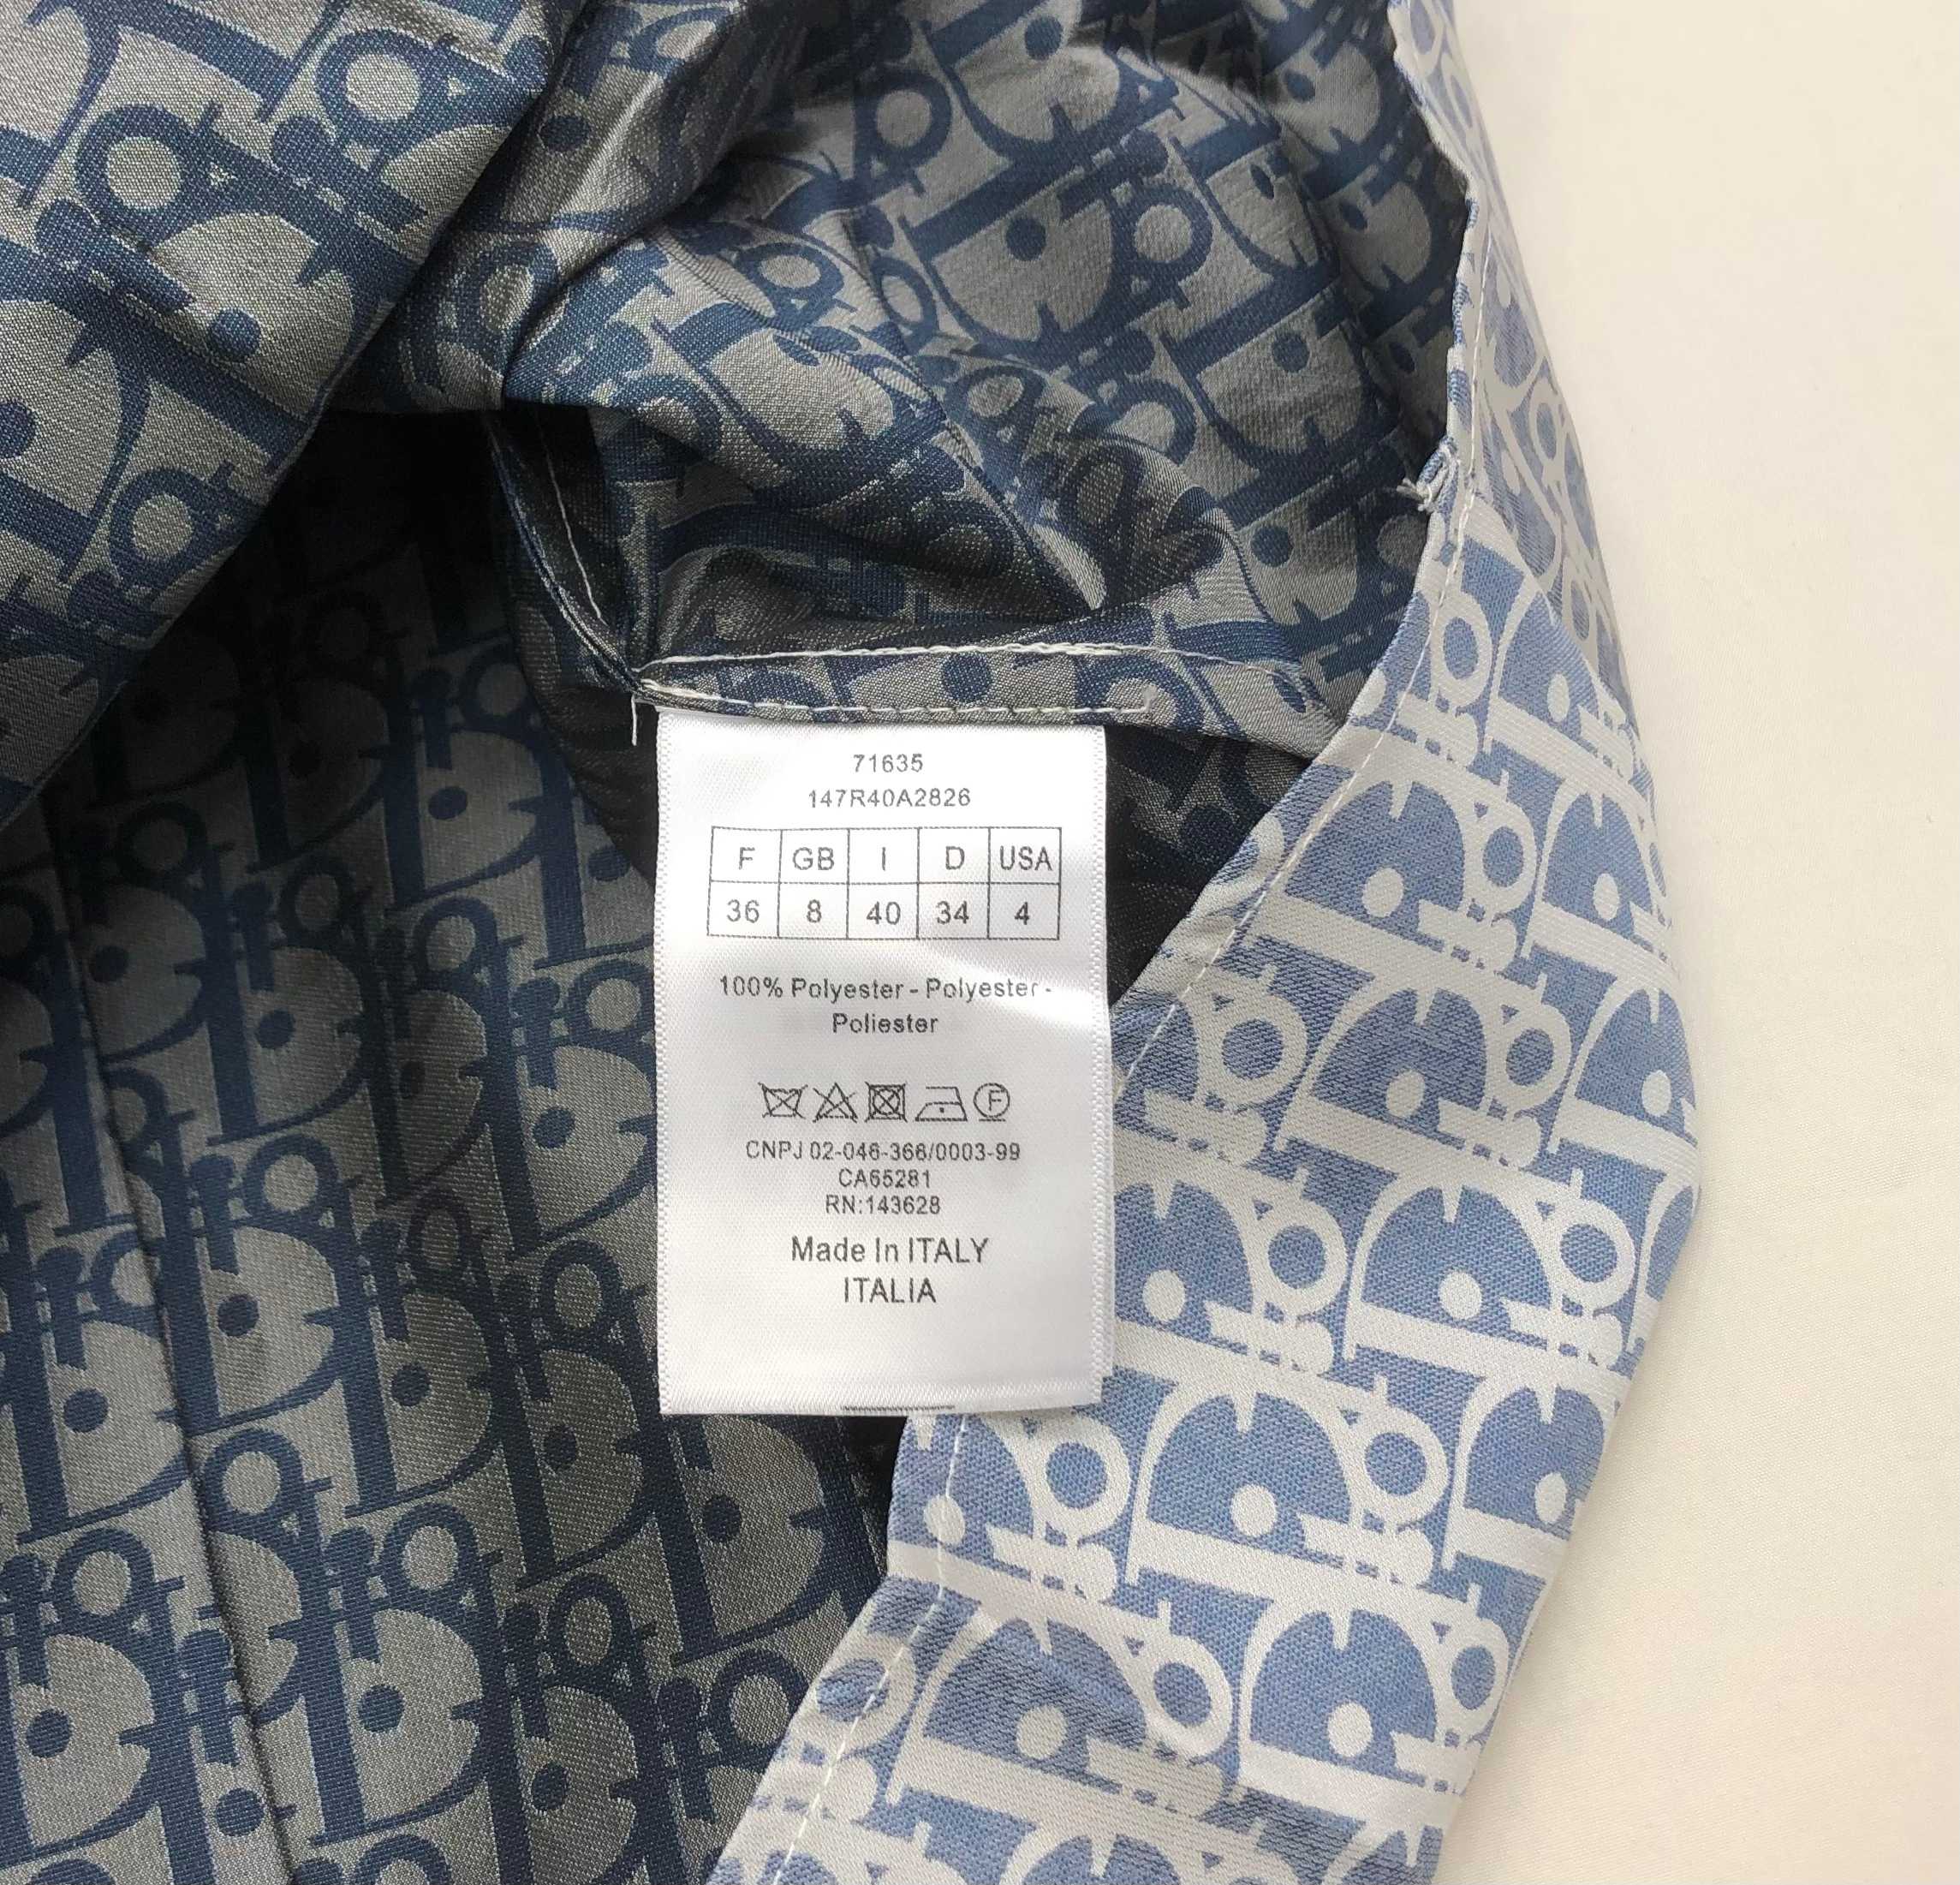 71635
147R40A2826
F GB I D USA
36 8 40 34 4
100% Polyester - Polyester -
Poliester
F
CNPJ 02-046-366/0003-99
CA65281
RN:143628
Made In ITALY
ITALIA